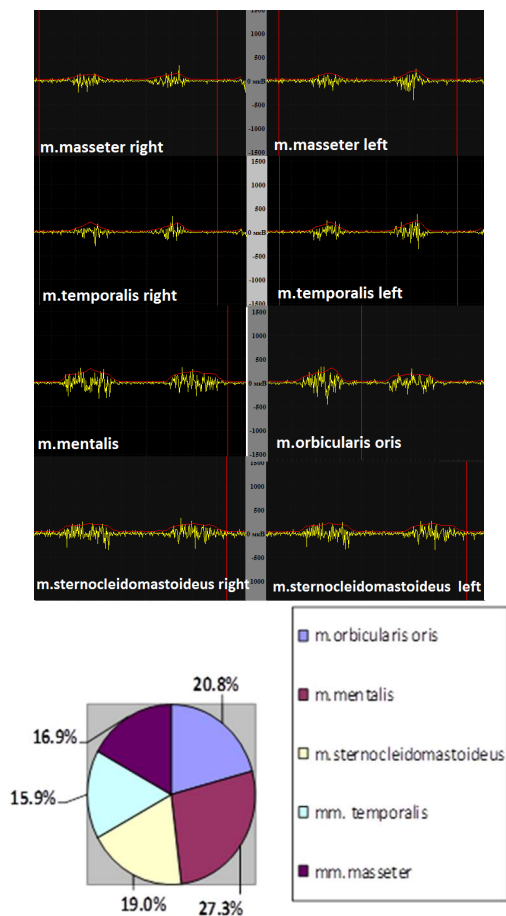 1500
1000
500
0 мкВ
-500
-1000
-1500
m.masseter right
m.masseter left
1000
500
0 мкВ
-500
-1000
-1500
m.temporalis right
m.temporalis left
1500
1000
500
0 мкВ
-500
-1000
-1500
m.mentalis
m.orbicularis oris
1500
1000
500
0 мкВ
-500
1000
m.sternocleidomastoideus right
m.sternocleidomastoideus left
20.8%
16.9%
15.9%
19.0%
27.3%
m.orbicularis oris
m.mentalis
m.sternocleidomastoideus
mm. temporalis
mm.masseter